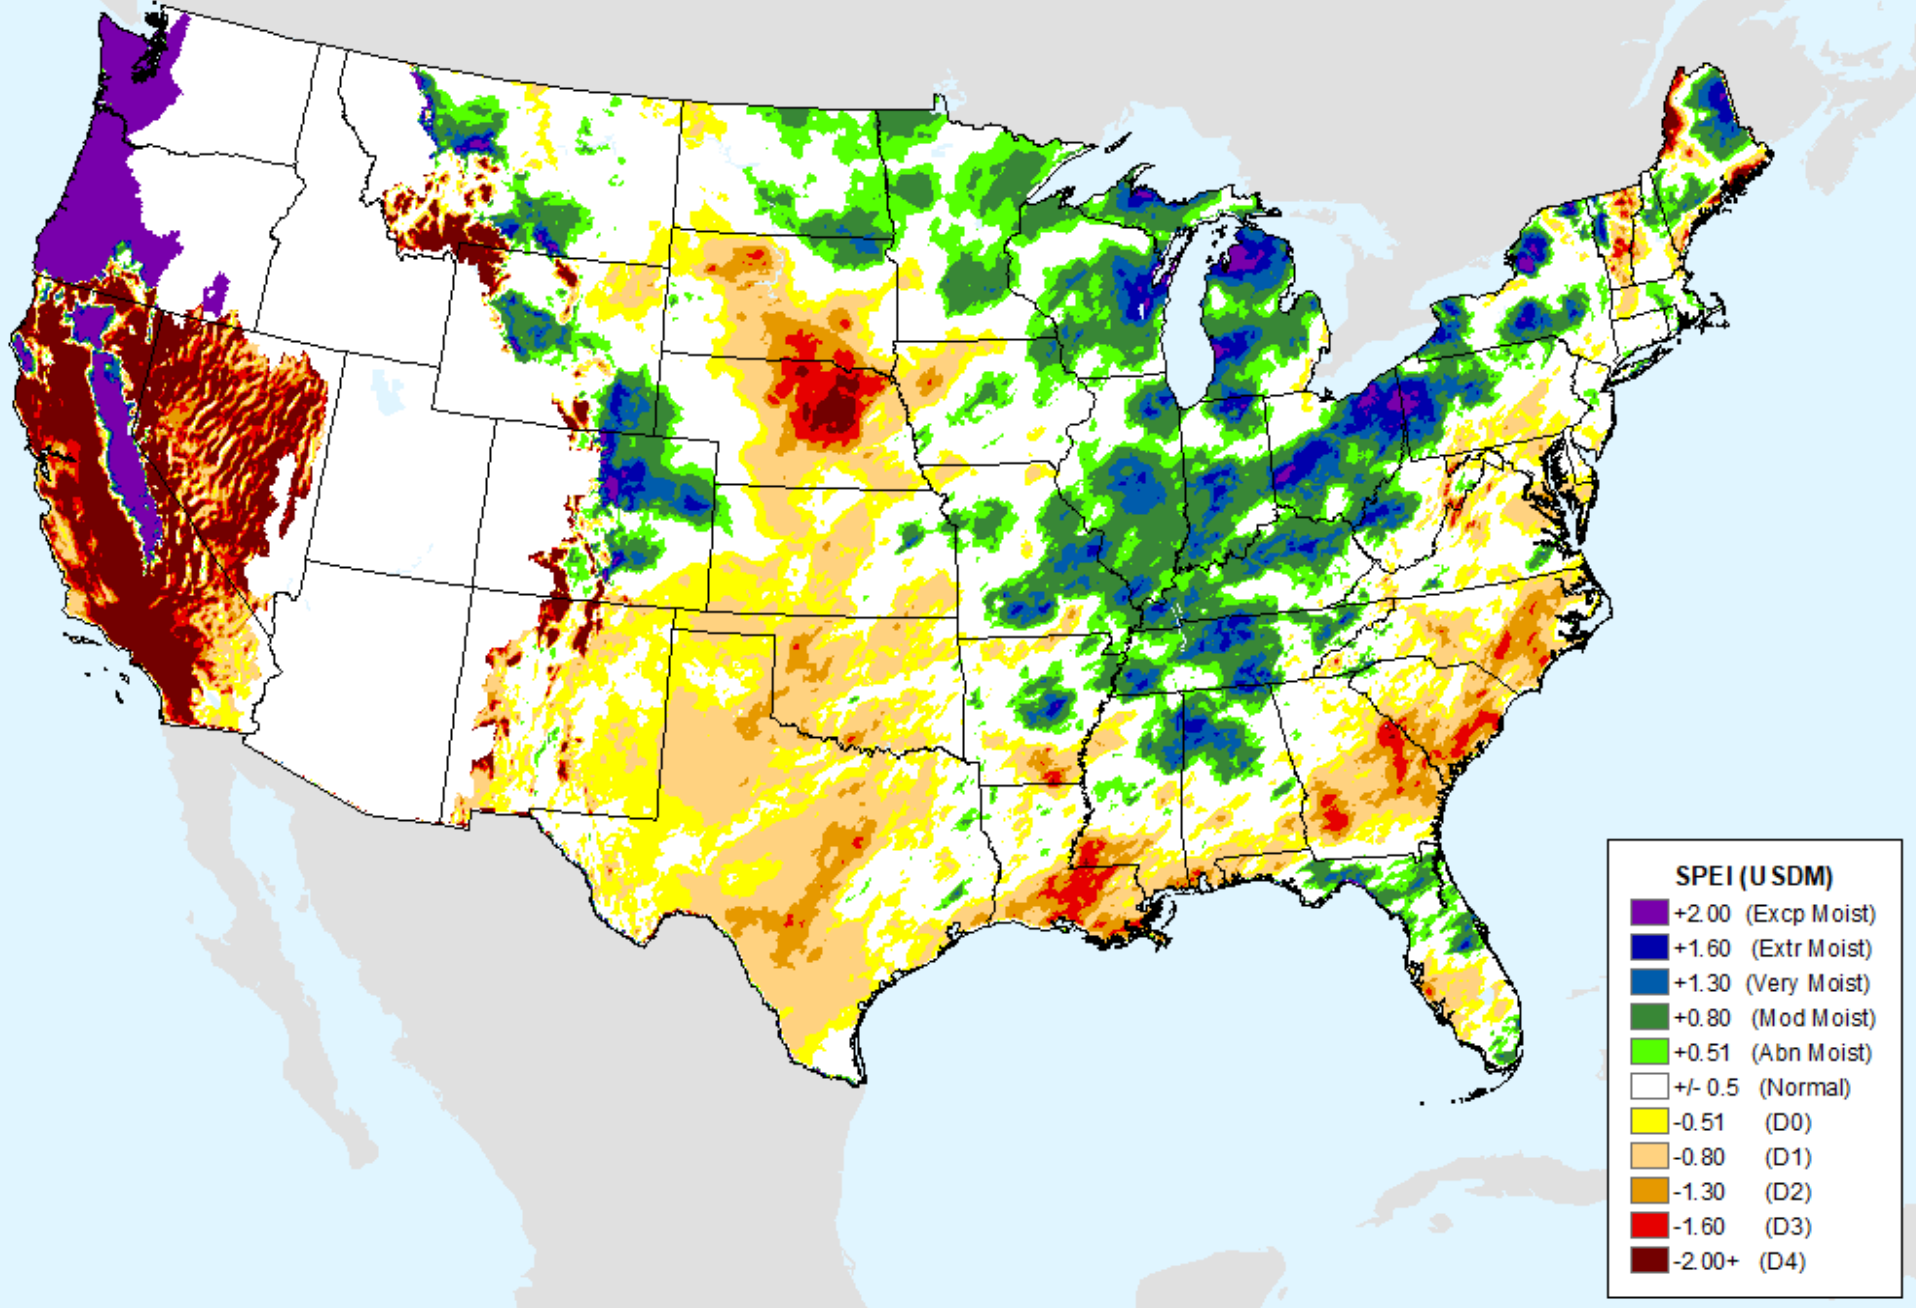 SPEI (USDM)
+2.00 (Excp Moist)
+1.60 (Extr Moist)
+1.30 (Very Moist)
+0.80 (Mod Moist)
+0.51 (Abn Moist)
+/- 0.5 (Normal)
-0.51 (D0)
-0.80 (D1)
-1.30 (D2)
-1.60 (D3)
-2.00+ (D4)